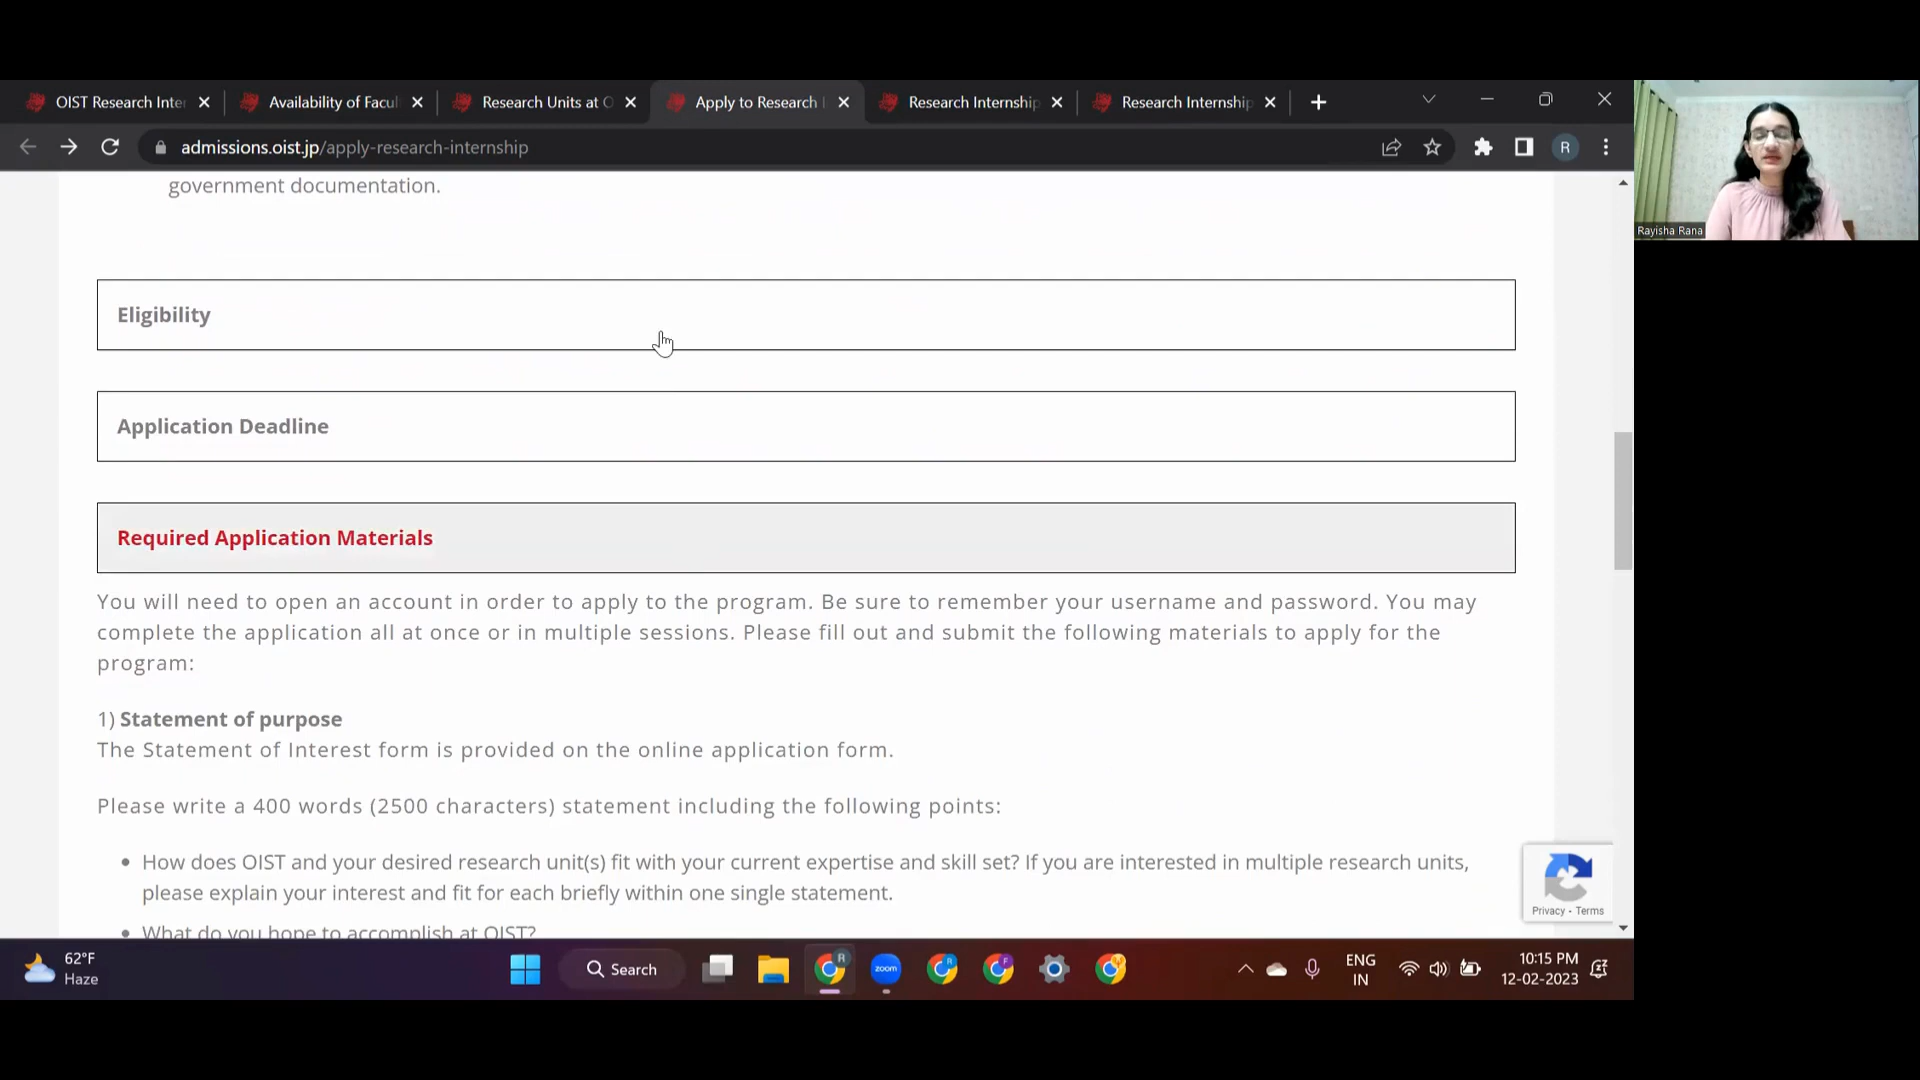 OIST Research Inter
Availability of Facul
Research Units at O
Apply to Research I
Research Internship
Research Internship
admissions.oist.jp/apply-research-internship
R
Rayisha Rana
government documentation.
Eligibility
Application Deadline
Required Application Materials
You will need to open an account in order to apply to the program. Be sure to remember your username and password. You may
complete the application all at once or in multiple sessions. Please fill out and submit the following materials to apply for the
program:
1) Statement of purpose
The Statement of Interest form is provided on the online application form.
Please write a 400 words (2500 characters) statement including the following points:
• How does OIST and your desired research unit(s) fit with your current expertise and skill set? If you are interested in multiple research units,
please explain your interest and fit for each briefly within one single statement.
• What do you hope to accomplish at OIST?
Privacy - Terms
62°F
Haze
Search
R
zoom
R
F
ENG
IN
10:15 PM
12-02-2023